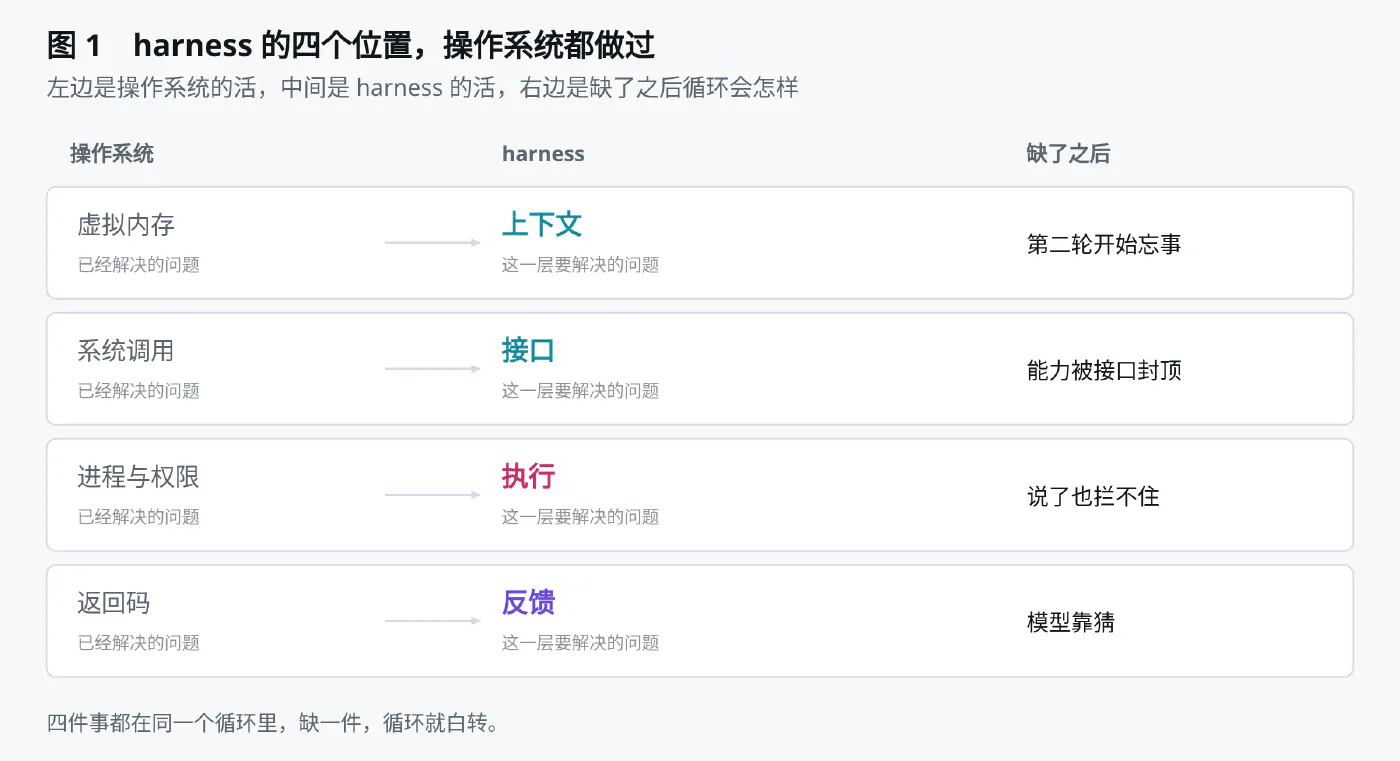 图 1 harness 的四个位置，操作系统都做过
左边是操作系统的活，中间是 harness 的活，右边是缺了之后循环会怎样
操作系统 harness 缺了之后
虚拟内存
已经解决的问题
上下文
这一层要解决的问题
第二轮开始忘事
系统调用
已经解决的问题
接口
这一层要解决的问题
能力被接口封顶
进程与权限
已经解决的问题
执行
这一层要解决的问题
说了也拦不住
返回码
已经解决的问题
反馈
这一层要解决的问题
模型靠猜
四件事都在同一个循环里，缺一件，循环就白转。